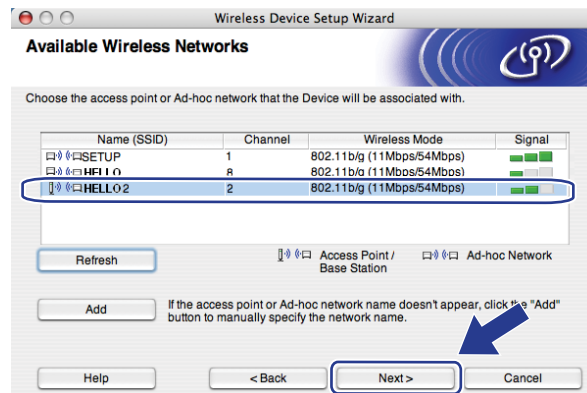 Wireless Device Setup Wizard
Available Wireless Networks
Choose the access point or Ad-hoc network that the Device will be associated with.
Name (SSID) Channel Wireless Mode Signal
SETUP 1 802.11b/g (11Mbps/54Mbps)
HELLO 8 802.11b/g (11Mbps/54Mbps)
HELLO2 2 802.11b/g (11Mbps/54Mbps)
Refresh Access Point / Ad-hoc Network
Base Station
Add If the access point or Ad-hoc network name doesn't appear, click the "Add"
button to manually specify the network name.
Help < Back Next > Cancel